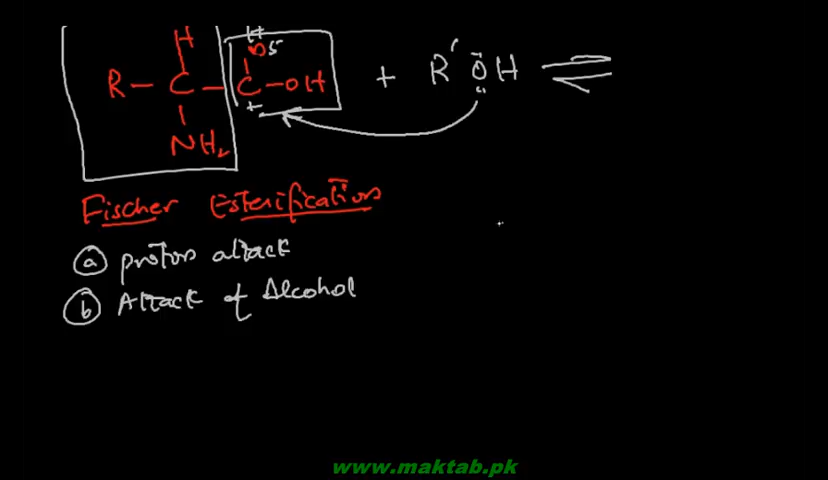 H H
R - C - C - OH + R' Ö H ⇌
+
NH₂
Fischer Esterification
(a) proton attack
(b) Attack of Alcohol
www.maktab.pk